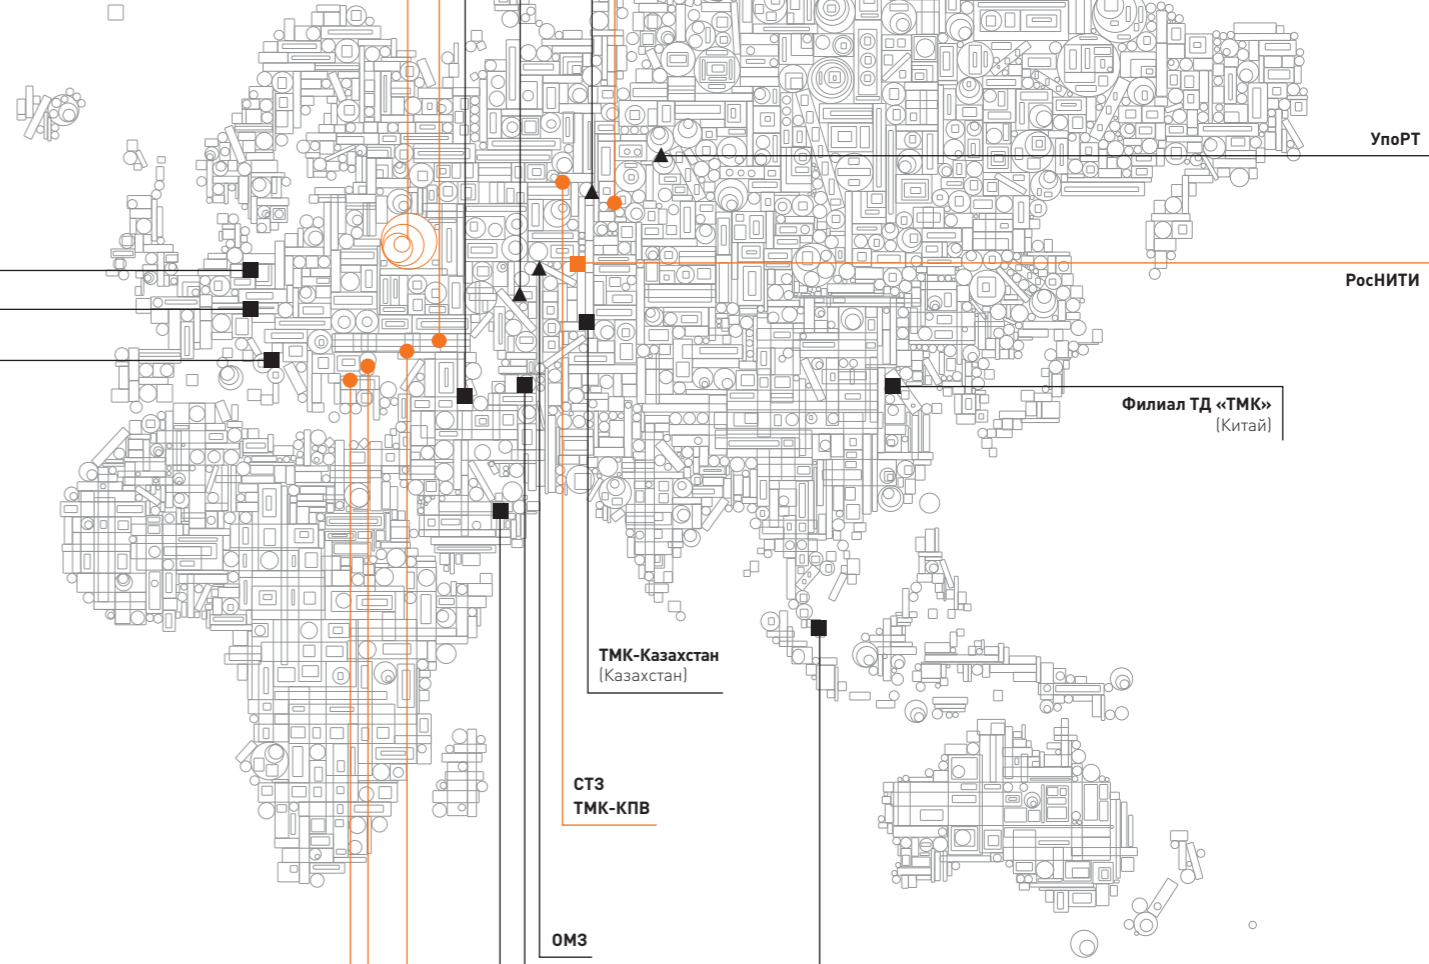 УпоРТ
РосНИТИ
Филиал ТД «ТМК»
(Китай)
ТМК-Казахстан
(Казахстан)
СТЗ
ТМК-КПВ
ОМЗ